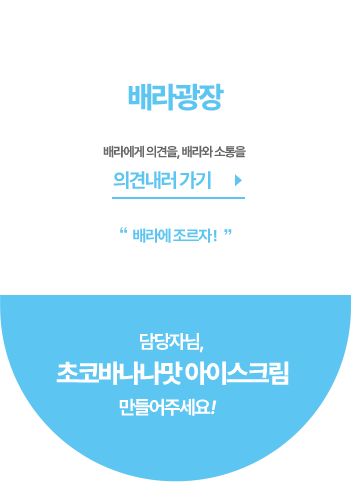 배라광장
배라에게 의견을, 배라와 소통을
의견내러 가기
“ 배라에 조르자! ”
담당자님,
초코바나나맛 아이스크림
만들어주세요!